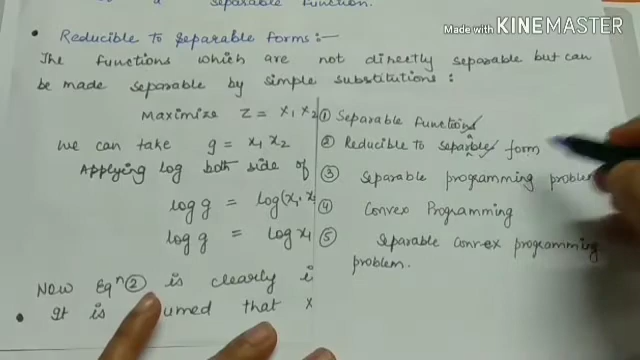 a separable function.
Made with KINEMASTER
• Reducible to Separable forms:—
The functions which are not directly separable but can
be made separable by simple substitutions:
Maximize Z = x₁ x₂
we can take g = x₁ x₂
Applying log both side of
log g = log(x₁.x
log g = log x₁
Now Eqⁿ ② is clearly i
• It is umed that x
① Separable functions
② Reducible to separable form
③ Separable programming problem
④ Convex Programming
⑤ Separable convex programming
problem.